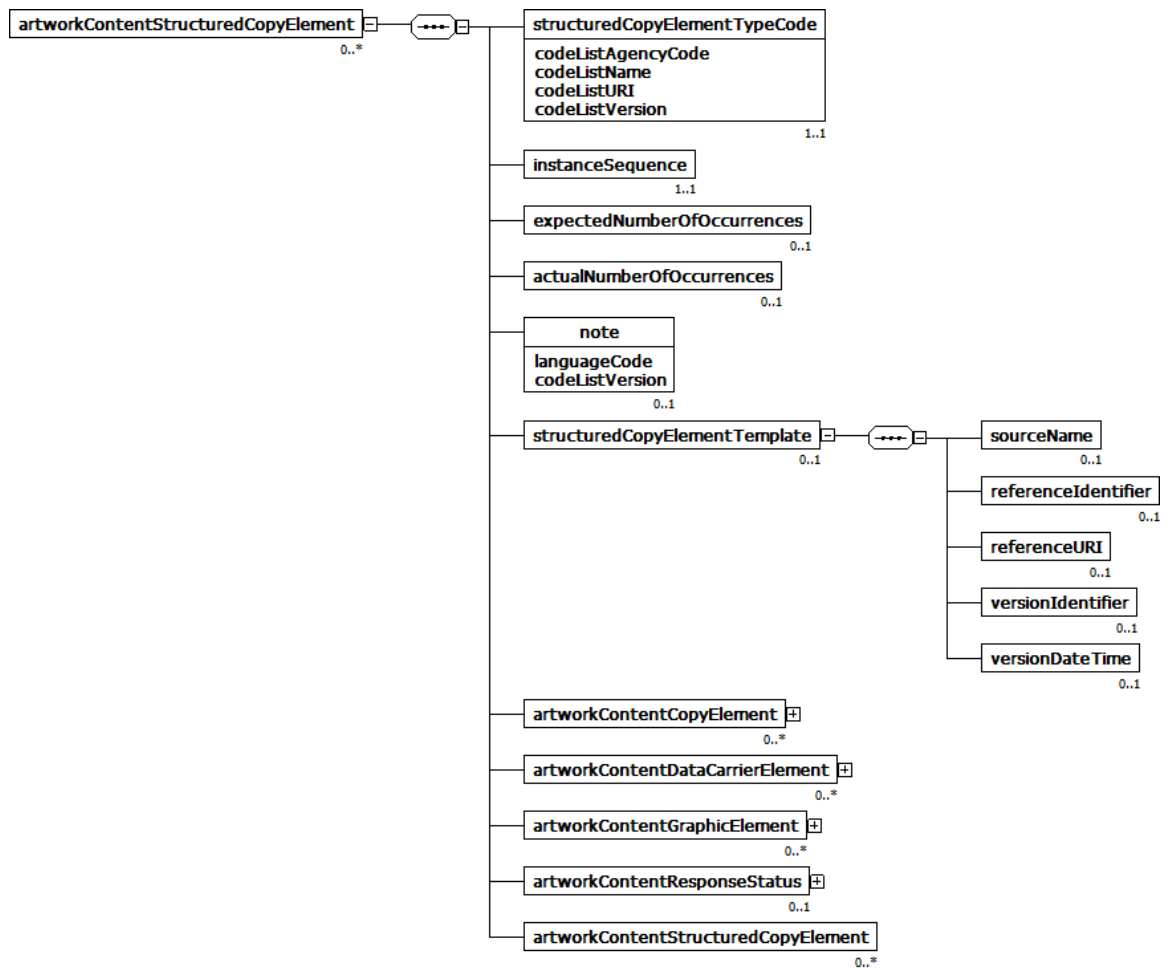 artworkContentStructuredCopyElement
0..*
structuredCopyElementTypeCode
codeListAgencyCode
codeListName
codeListURI
codeListVersion
1..1
instanceSequence
1..1
expectedNumberOfOccurrences
0..1
actualNumberOfOccurrences
0..1
note
languageCode
codeListVersion
0..1
structuredCopyElementTemplate
0..1
sourceName
0..1
referenceIdentifier
0..1
referenceURI
0..1
versionIdentifier
0..1
versionDateTime
0..1
artworkContentCopyElement
0..*
artworkContentDataCarrierElement
0..*
artworkContentGraphicElement
0..*
artworkContentResponseStatus
0..1
artworkContentStructuredCopyElement
0..*